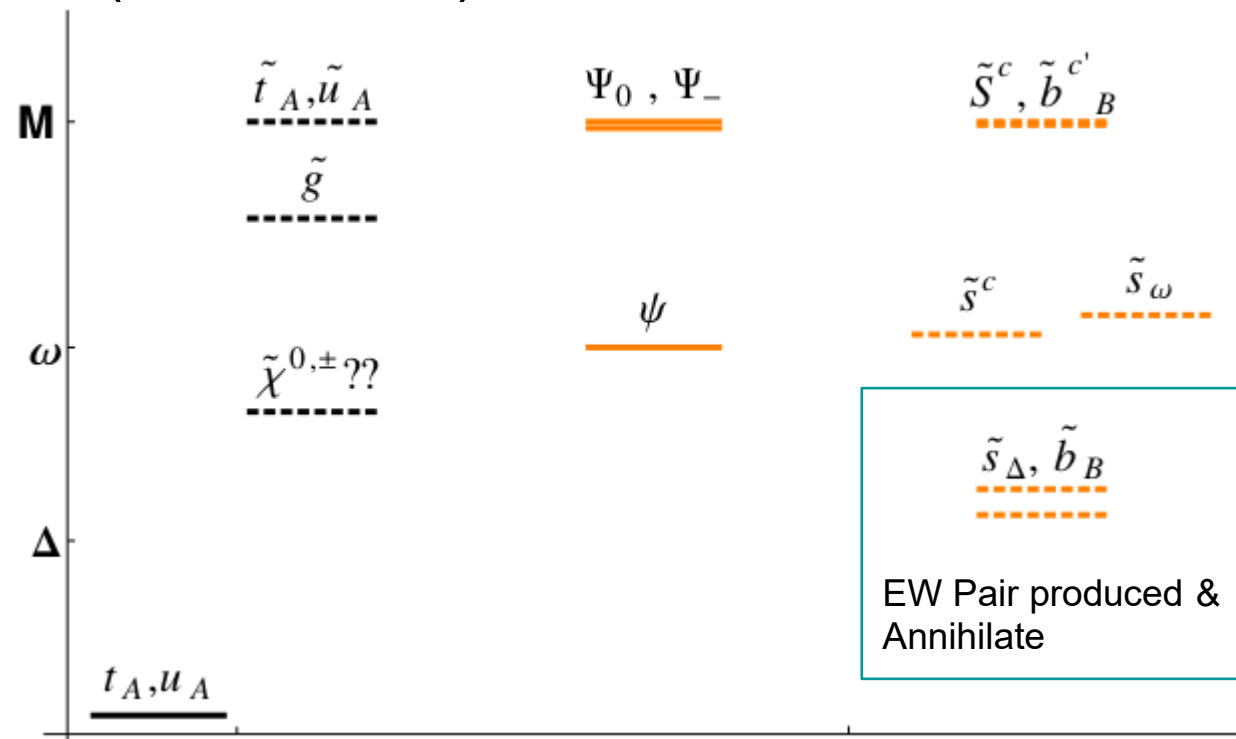 t̃_A, ũ_A
Ψ_0 , Ψ_−
S̃^c, b̃^{c'}_B
M
g̃
s̃^c
s̃_ω
ψ
ω
χ̃^{0,±}??
s̃_Δ, b̃_B
Δ
EW Pair produced &
Annihilate
t_A,u_A